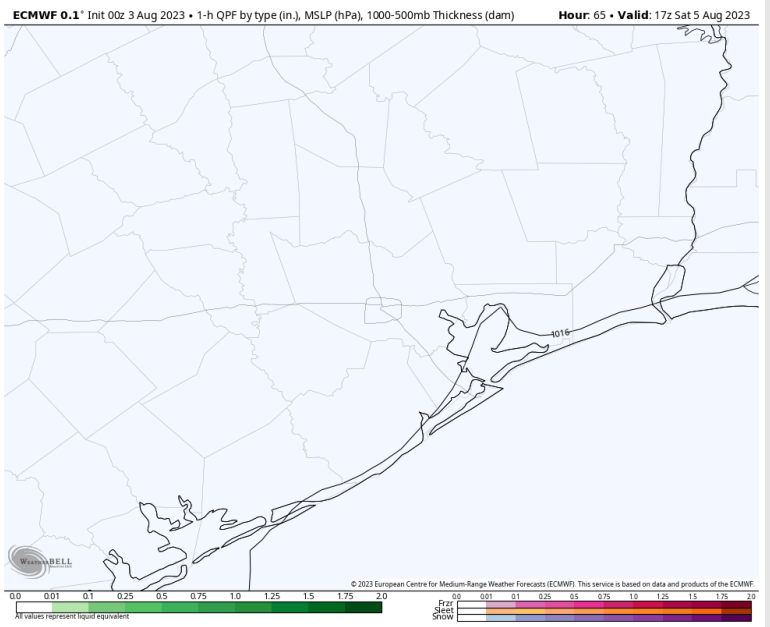 ECMWF 0.1° Init 00z 3 Aug 2023 • 1-h QPF by type (in.), MSLP (hPa), 1000-500mb Thickness (dam) Hour: 65 • Valid: 17z Sat 5 Aug 2023
1016
WEATHERBELL
© 2023 European Centre for Medium-Range Weather Forecasts (ECMWF). This service is based on data and products of the ECMWF.
0.0 0.01 0.1 0.25 0.5 0.75 1.0 1.25 1.5 1.75 2.0
All values represent liquid equivalent
0.0 0.01 0.1 0.25 0.5 0.75 1.0 1.25 1.5 1.75 2.0
Frzr
Sleet
Snow